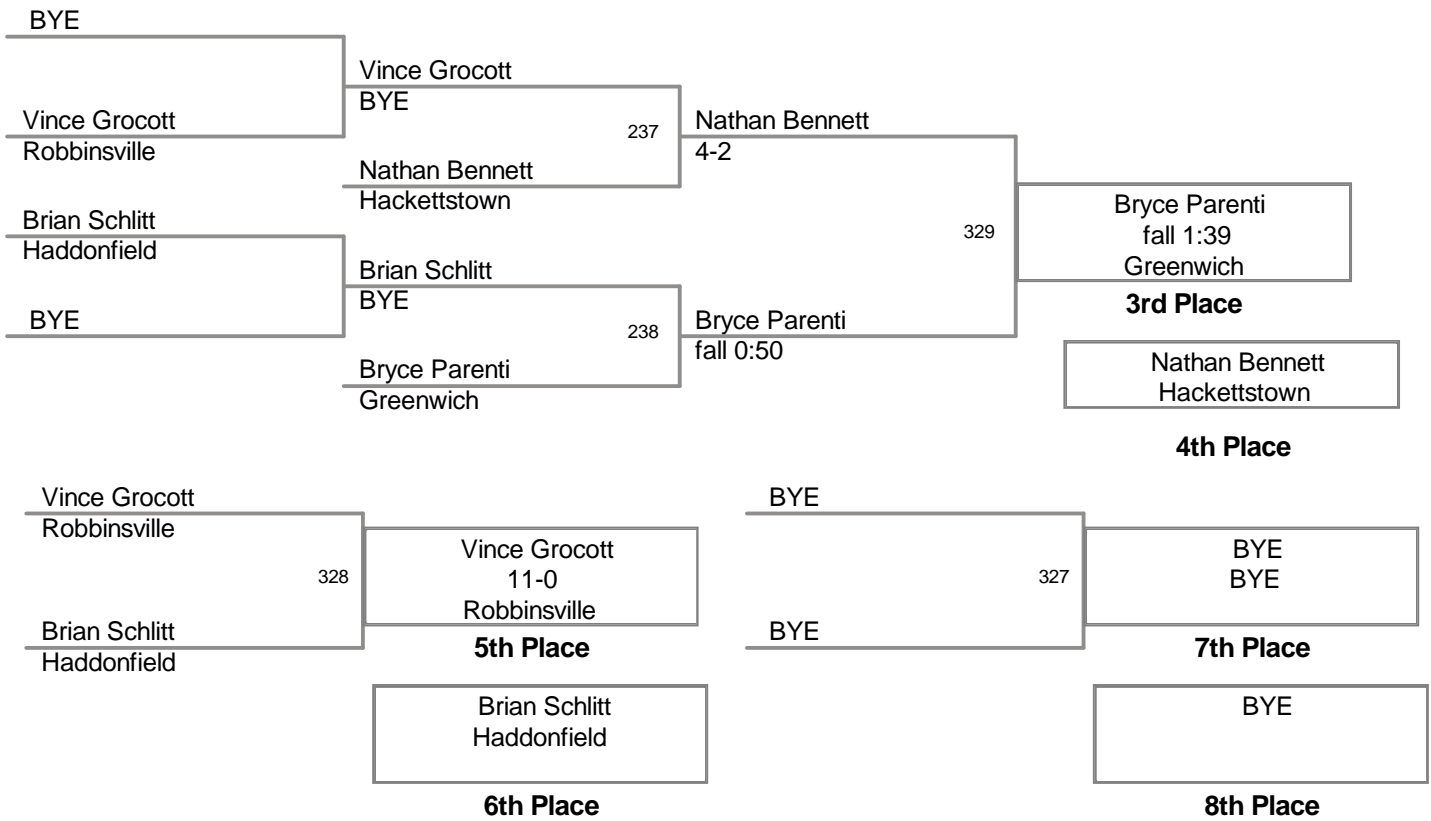 BYE
Vince Grocott
BYE
Vince Grocott
Robbinsville
237
Nathan Bennett
4-2
Nathan Bennett
Hackettstown
Brian Schlitt
Haddonfield
329
Bryce Parenti
fall 1:39
Greenwich
3rd Place
Brian Schlitt
BYE
BYE
238
Bryce Parenti
fall 0:50
Bryce Parenti
Greenwich
Nathan Bennett
Hackettstown
4th Place
Vince Grocott
Robbinsville
328
Vince Grocott
11-0
Robbinsville
5th Place
Brian Schlitt
Haddonfield
Brian Schlitt
Haddonfield
6th Place
BYE
327
BYE
BYE
7th Place
BYE
BYE
8th Place